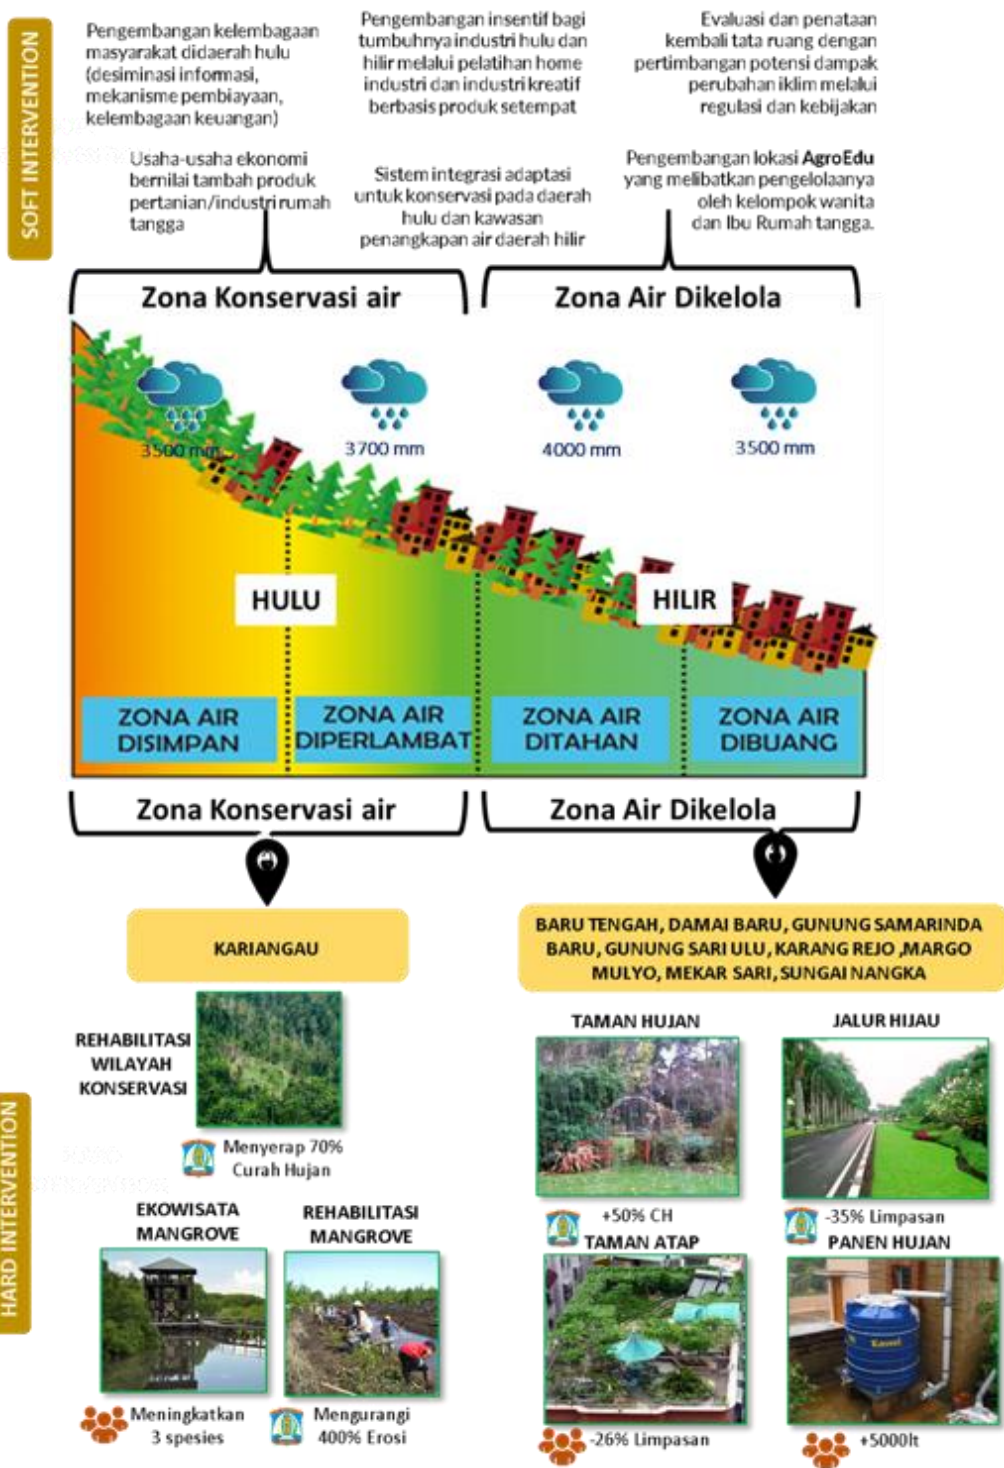 SOFT INTERVENTION
Pengembangan kelembagaan
masyarakat didaerah hulu
(desiminasi informasi,
mekanisme pembiayaan,
kelembagaan keuangan)
Pengembangan insentif bagi
tumbuhnya industri hulu dan
hilir melalui pelatihan home
industri dan industri kreatif
berbasis produk setempat
Evaluasi dan penataan
kembali tata ruang dengan
pertimbangan potensi dampak
perubahan iklim melalui
regulasi dan kebijakan
Usaha-usaha ekonomi
bernilai tambah produk
pertanian/industri rumah
tangga
Sistem integrasi adaptasi
untuk konservasi pada daerah
hulu dan kawasan
penangkapan air daerah hilir
Pengembangan lokasi AgroEdu
yang melibatkan pengelolaanya
oleh kelompok wanita
dan Ibu Rumah tangga.
Zona Konservasi air
Zona Air Dikelola
3500 mm
3700 mm
4000 mm
3500 mm
HULU
HILIR
ZONA AIR
DISIMPAN
ZONA AIR
DIPERLAMBAT
ZONA AIR
DITAHAN
ZONA AIR
DIBUANG
Zona Konservasi air
Zona Air Dikelola
KARIANGAU
BARU TENGAH, DAMAI BARU, GUNUNG SAMARINDA
BARU, GUNUNG SARI ULU, KARANG REJO ,MARGO
MULYO, MEKAR SARI, SUNGAI NANGKA
HARD INTERVENTION
REHABILITASI
WILAYAH
KONSERVASI
Menyerap 70%
Curah Hujan
EKOWISATA
MANGROVE
Meningkatkan
3 spesies
REHABILITASI
MANGROVE
Mengurangi
400% Erosi
TAMAN HUJAN
+50% CH
JALUR HIJAU
-35% Limpasan
TAMAN ATAP
-26% Limpasan
PANEN HUJAN
+5000lt